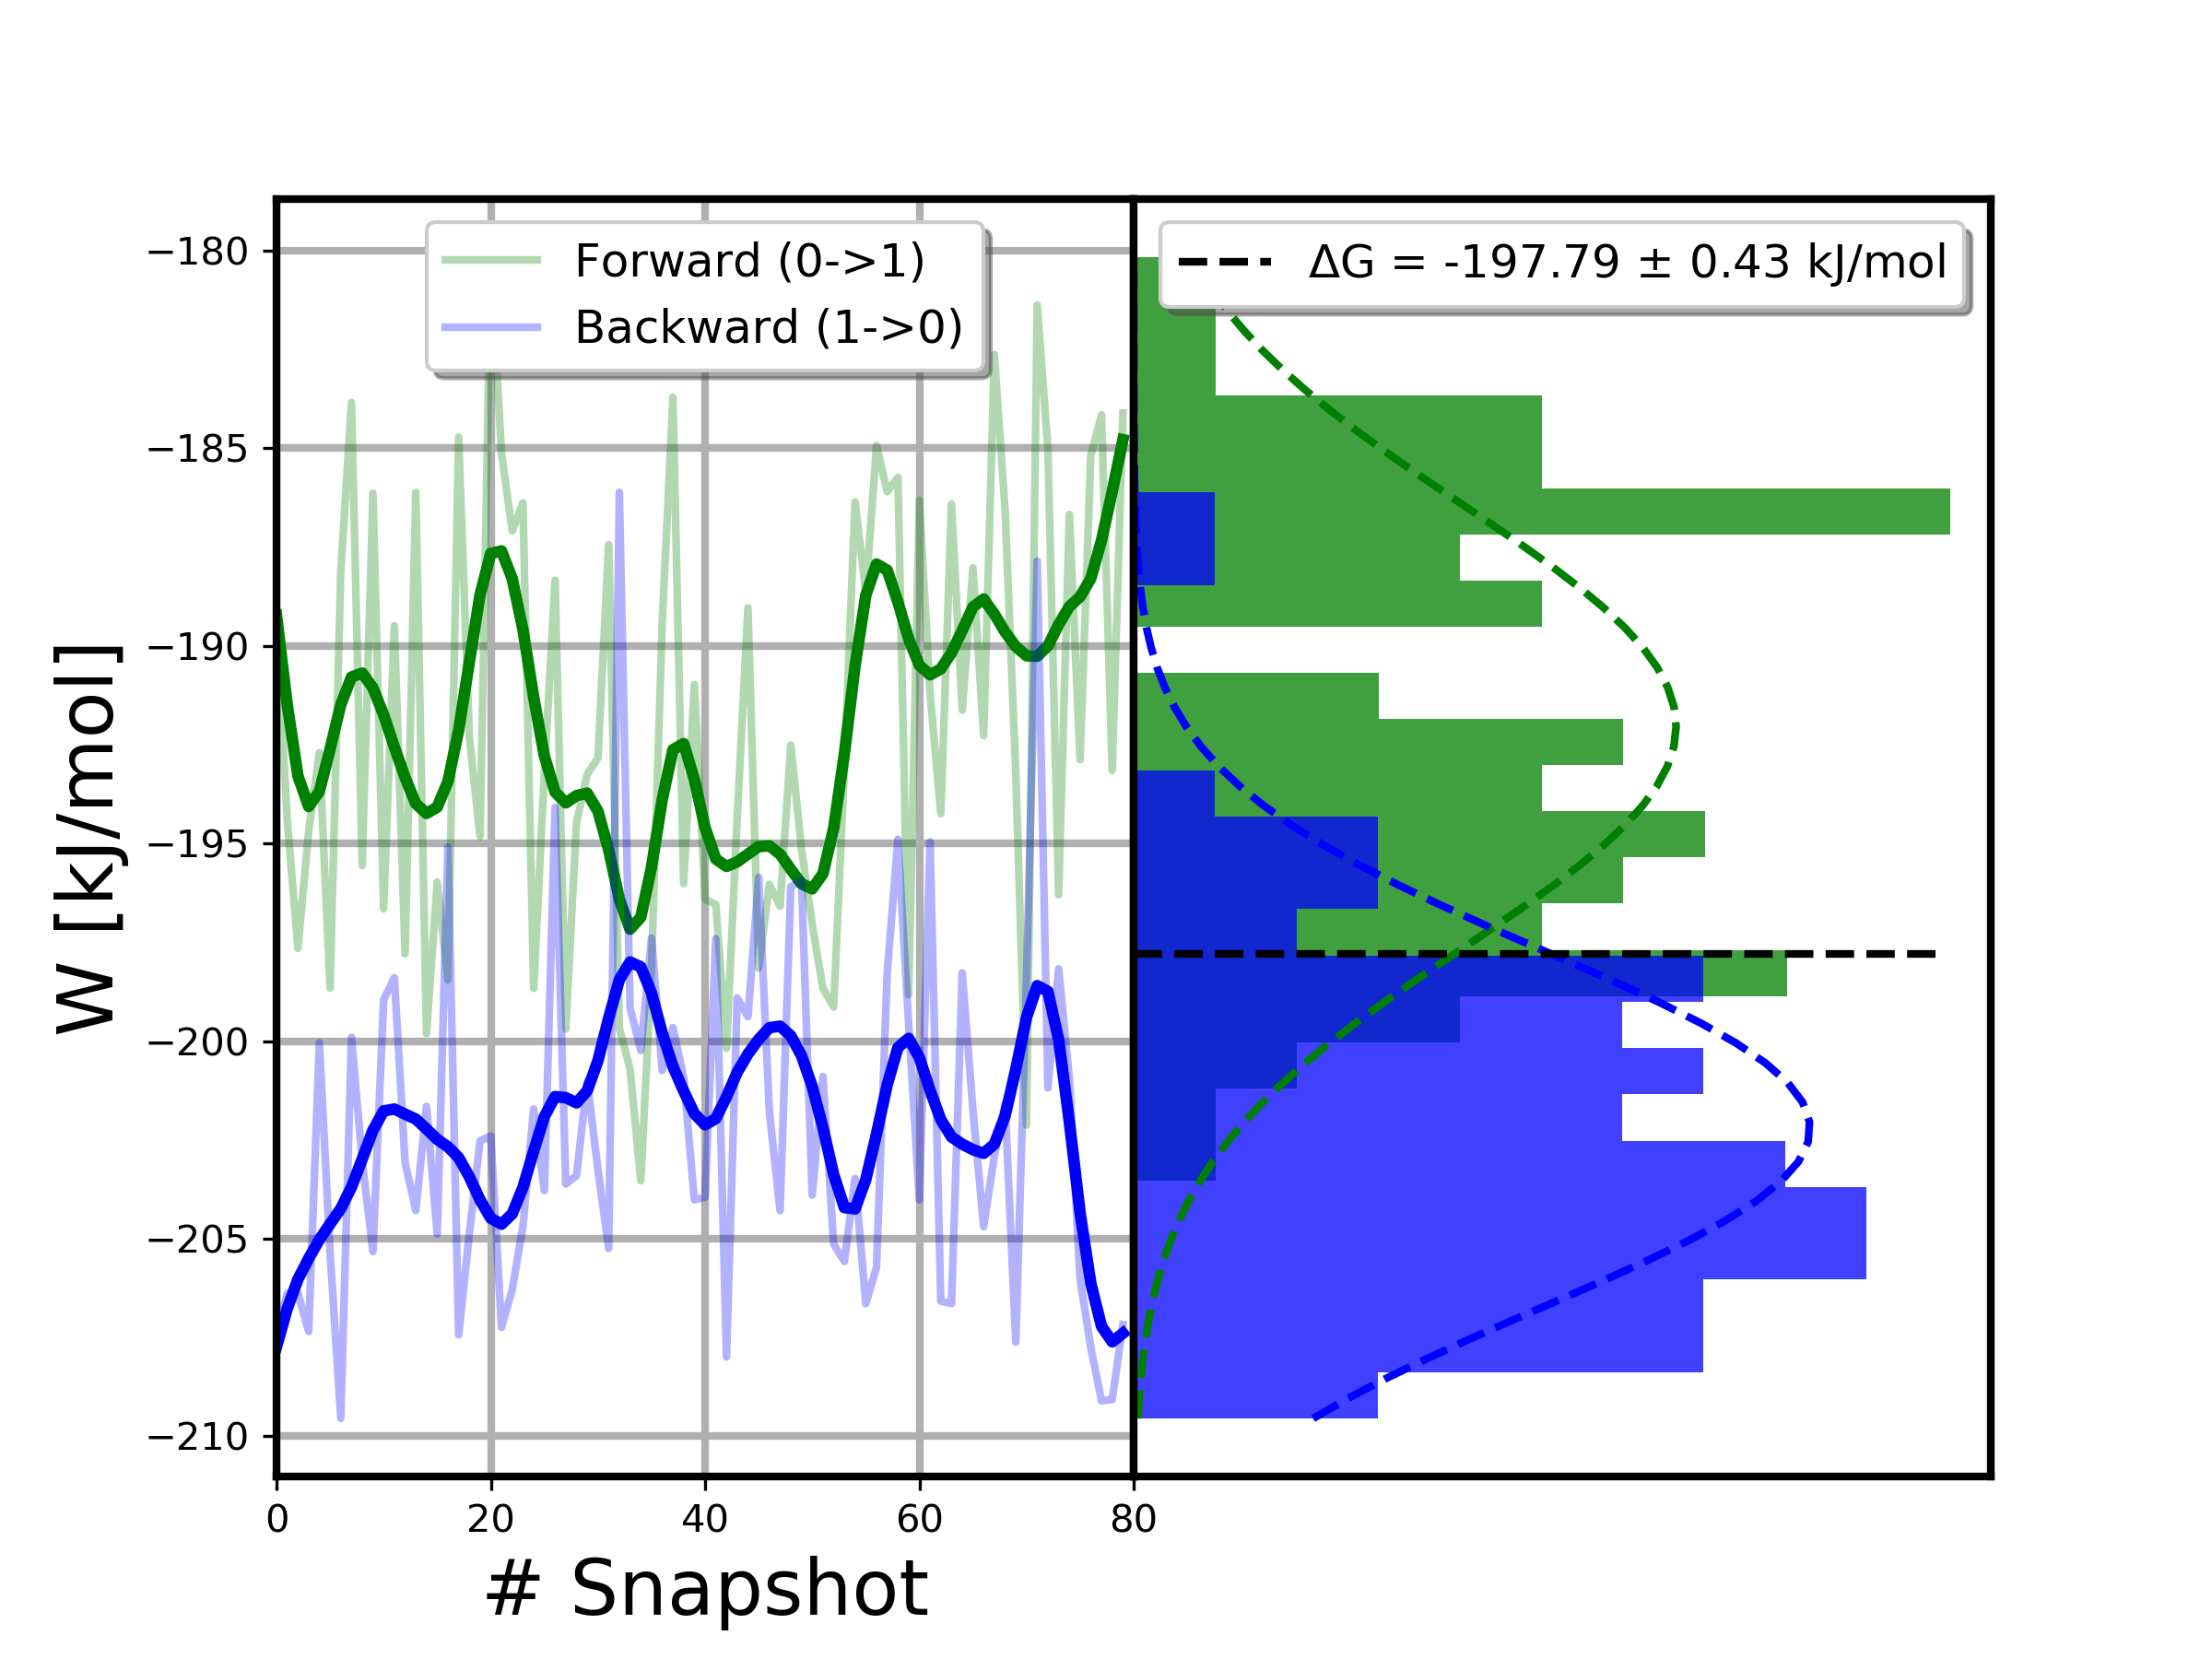 Forward (0->1)
Backward (1->0)
ΔG = -197.79 ± 0.43 kJ/mol
W [kJ/mol]
−180
−185
−190
−195
−200
−205
−210
0 20 40 60 80
# Snapshot